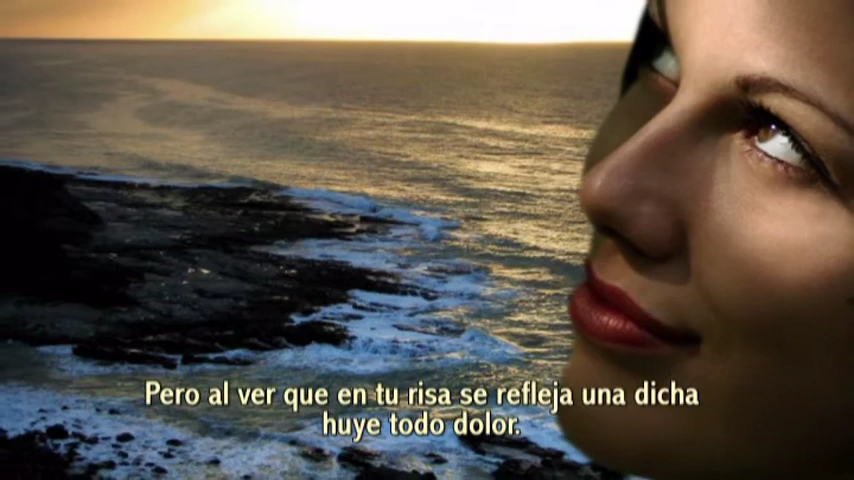 Pero al ver que en tu risa se refleja una dicha
huye todo dolor.